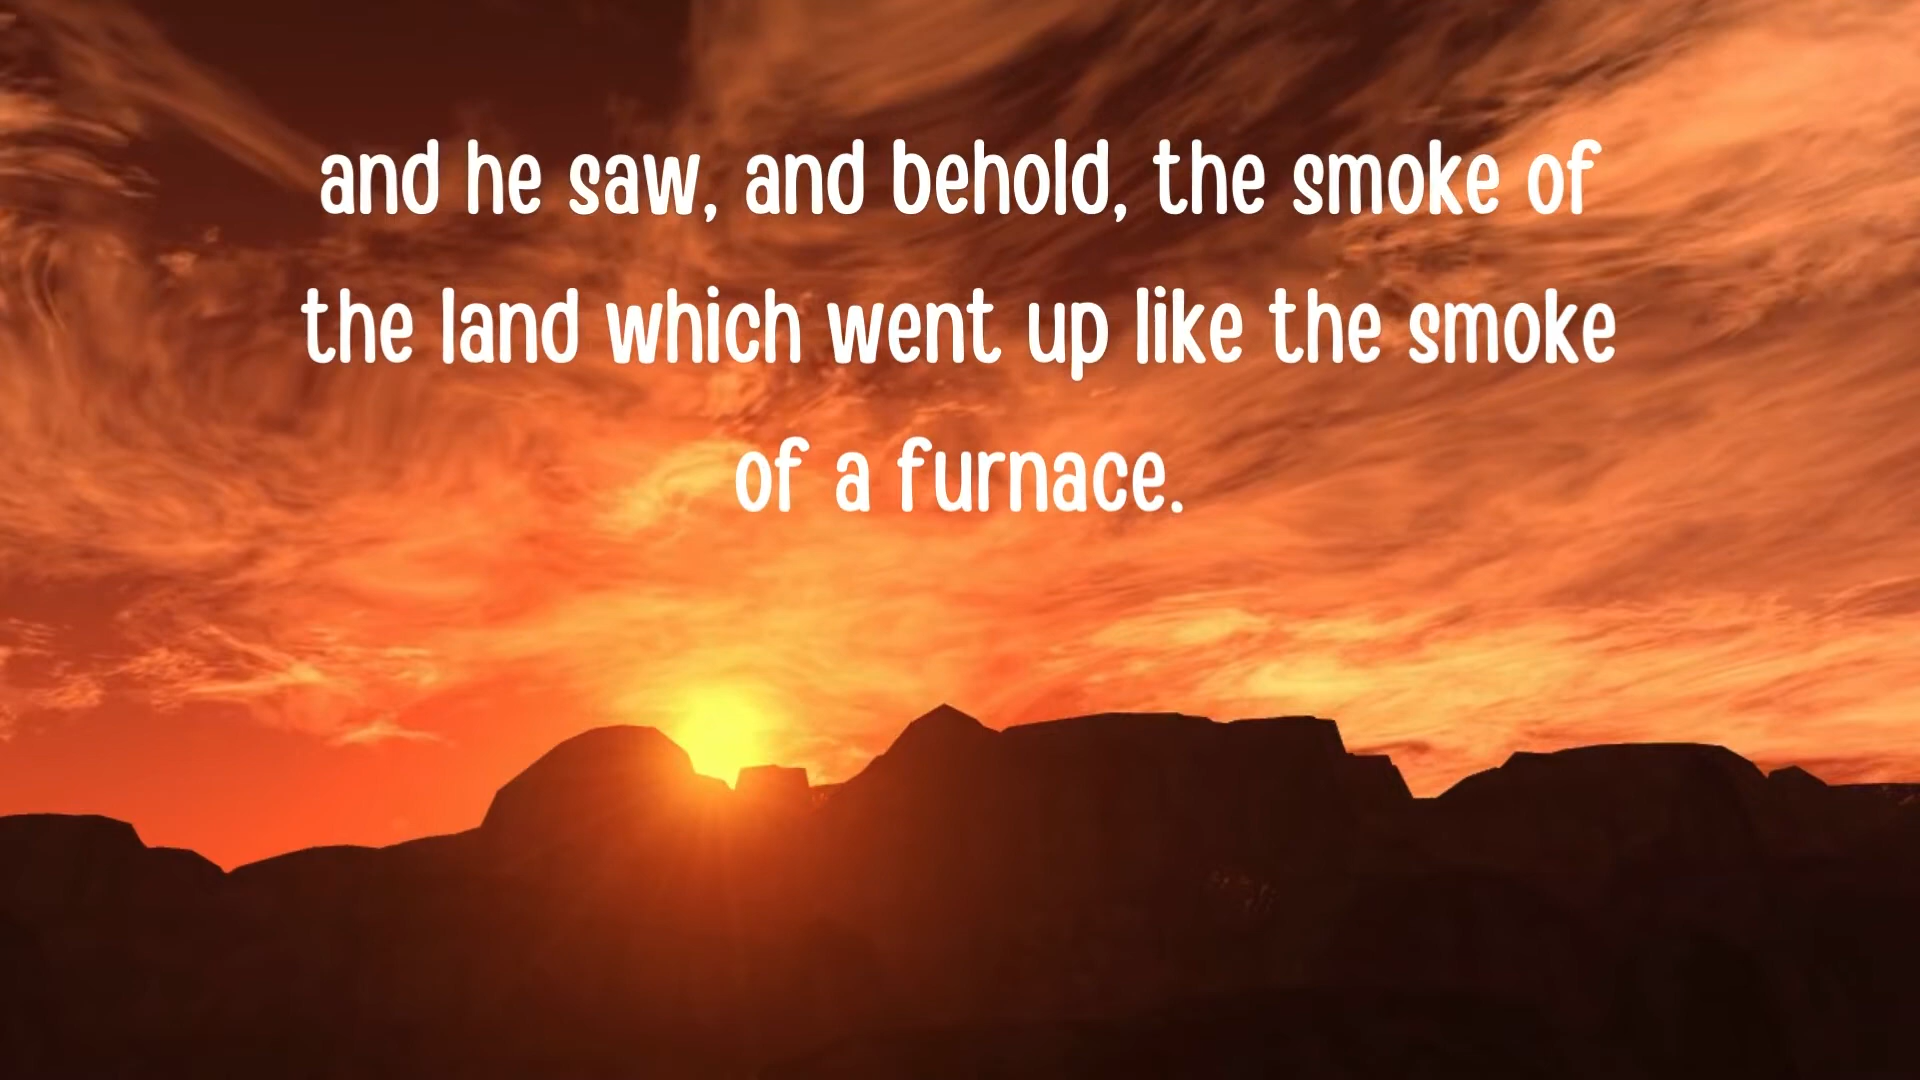 and he saw, and behold, the smoke of
the land which went up like the smoke
of a furnace.